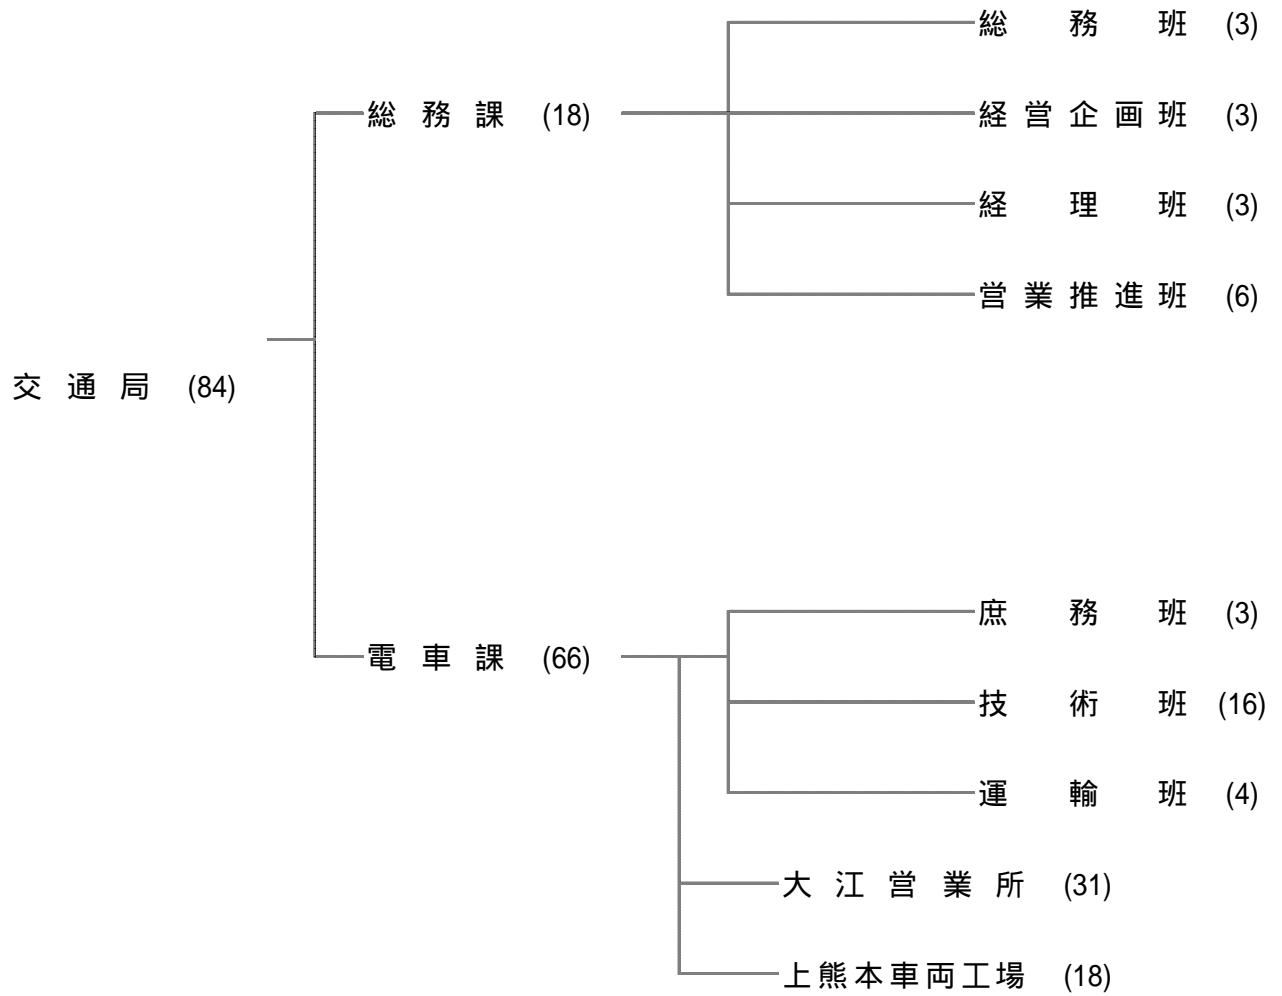 総務班 (3)
総務課 (18)
経営企画班 (3)
経理班 (3)
営業推進班 (6)
交通局 (84)
庶務班 (3)
電車課 (66)
技術班 (16)
運輸班 (4)
大江営業所 (31)
上熊本車両工場 (18)